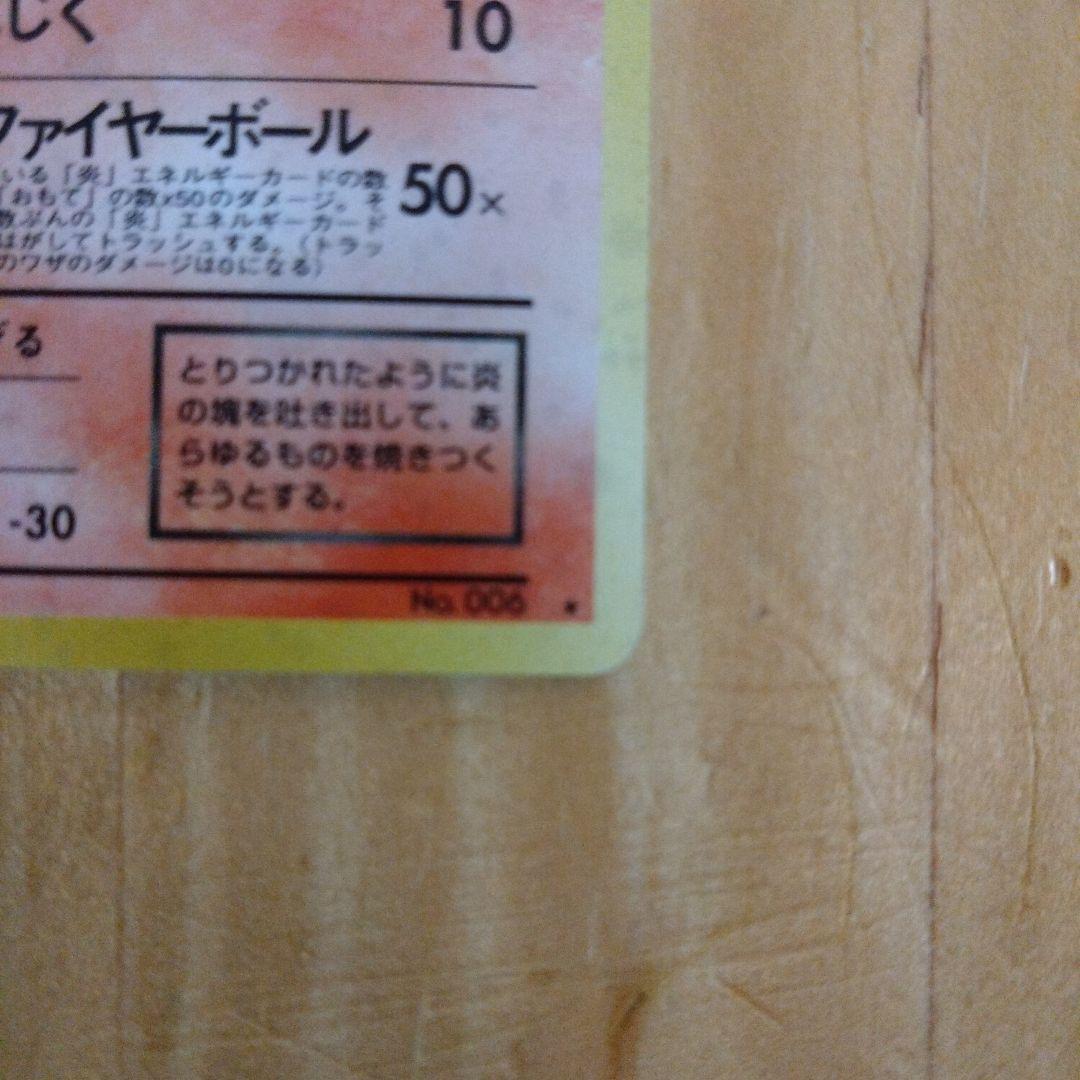 じく 10
ファイヤーボール
いる「炎」エネルギーカードの数
「おもて」の数×50のダメージ。ネ
数ぶんの「炎」エネルギーカード
はがしてトラッシュする。（トラッ
のワザのダメージは0になる）
50×
ぎる
とりつかれたように炎
の塊を吐き出して、あ
らゆるものを焼きつく
そうとする。
-30
No. 006 ★